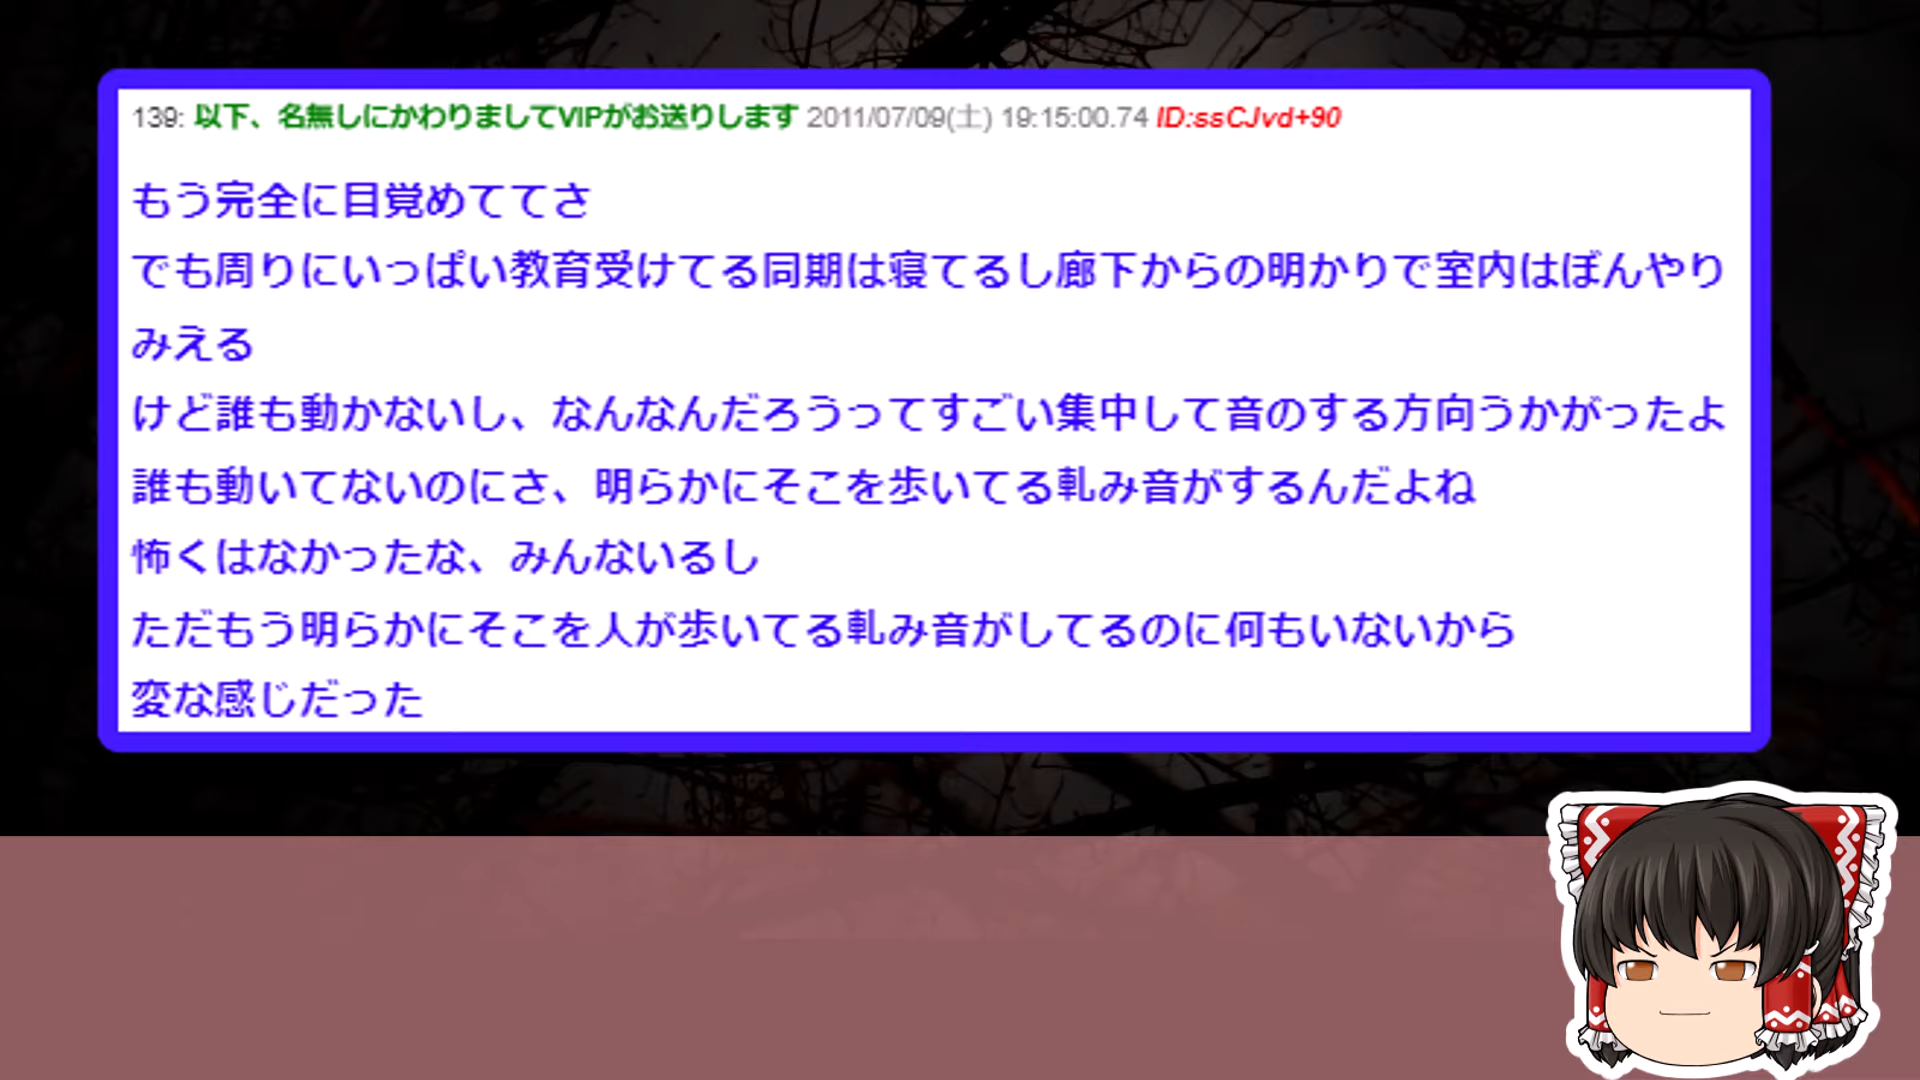 139: 以下、名無しにかわりましてVIPがお送りします 2011/07/09(土) 19:15:00.74 ID:ssCJvd+90
もう完全に目覚めててさ
でも周りにいっぱい教育受けてる同期は寝てるし廊下からの明かりで室内はぼんやり
みえる
けど誰も動かないし、なんなんだろうってすごい集中して音のする方向うかがったよ
誰も動いてないのにさ、明らかにそこを歩いてる軋み音がするんだよね
怖くはなかったな、みんないるし
ただもう明らかにそこを人が歩いてる軋み音がしてるのに何もいないから
変な感じだった